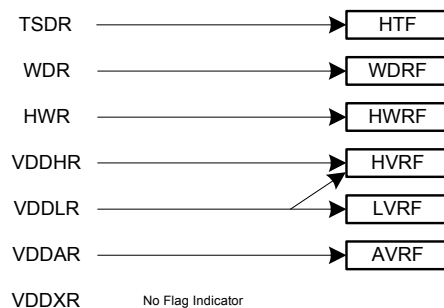 TSDR HTF
WDR WDRF
HWR HWRF
VDDHR HVRF
VDDLR LVRF
VDDAR AVRF
VDDXR No Flag Indicator